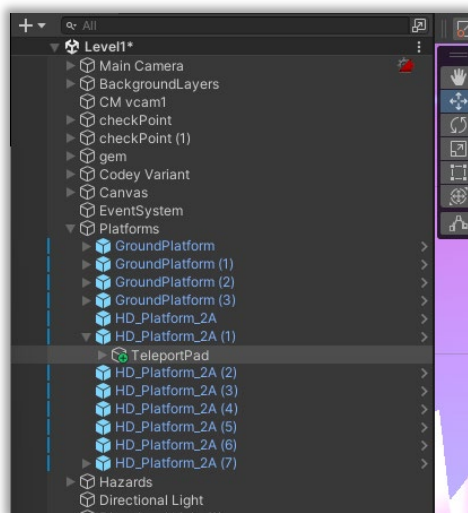 All
Level1*
Main Camera
BackgroundLayers
CM vcam1
checkPoint
checkPoint (1)
gem
Codey Variant
Canvas
EventSystem
Platforms
GroundPlatform
GroundPlatform (1)
GroundPlatform (2)
GroundPlatform (3)
HD_Platform_2A
HD_Platform_2A (1)
TeleportPad
HD_Platform_2A (2)
HD_Platform_2A (3)
HD_Platform_2A (4)
HD_Platform_2A (5)
HD_Platform_2A (6)
HD_Platform_2A (7)
Hazards
Directional Light